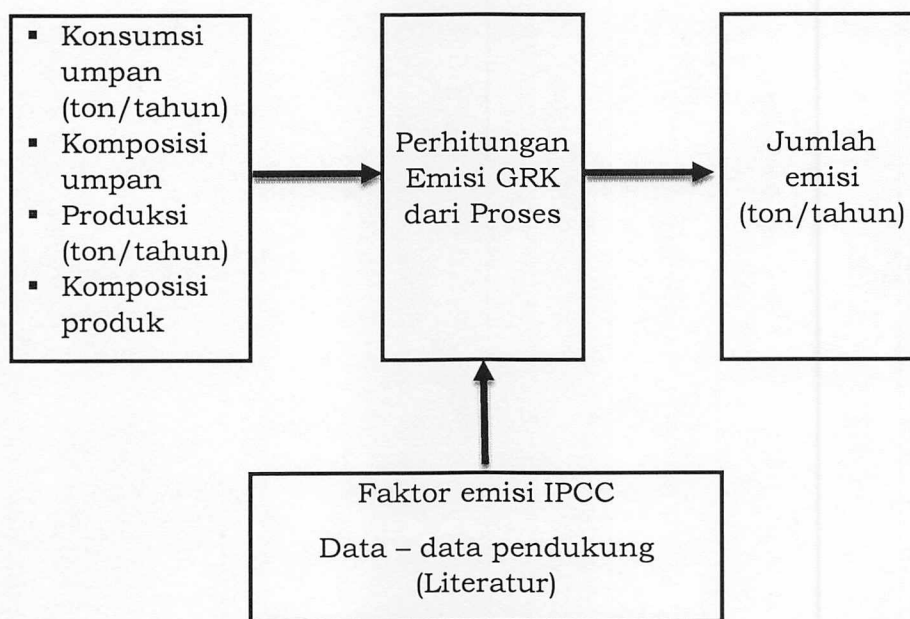 ▪ Konsumsi
umpan
(ton/tahun)
▪ Komposisi
umpan
▪ Produksi
(ton/tahun)
▪ Komposisi
produk
Perhitungan
Emisi GRK
dari Proses
Jumlah
emisi
(ton/tahun)
Faktor emisi IPCC
Data – data pendukung
(Literatur)